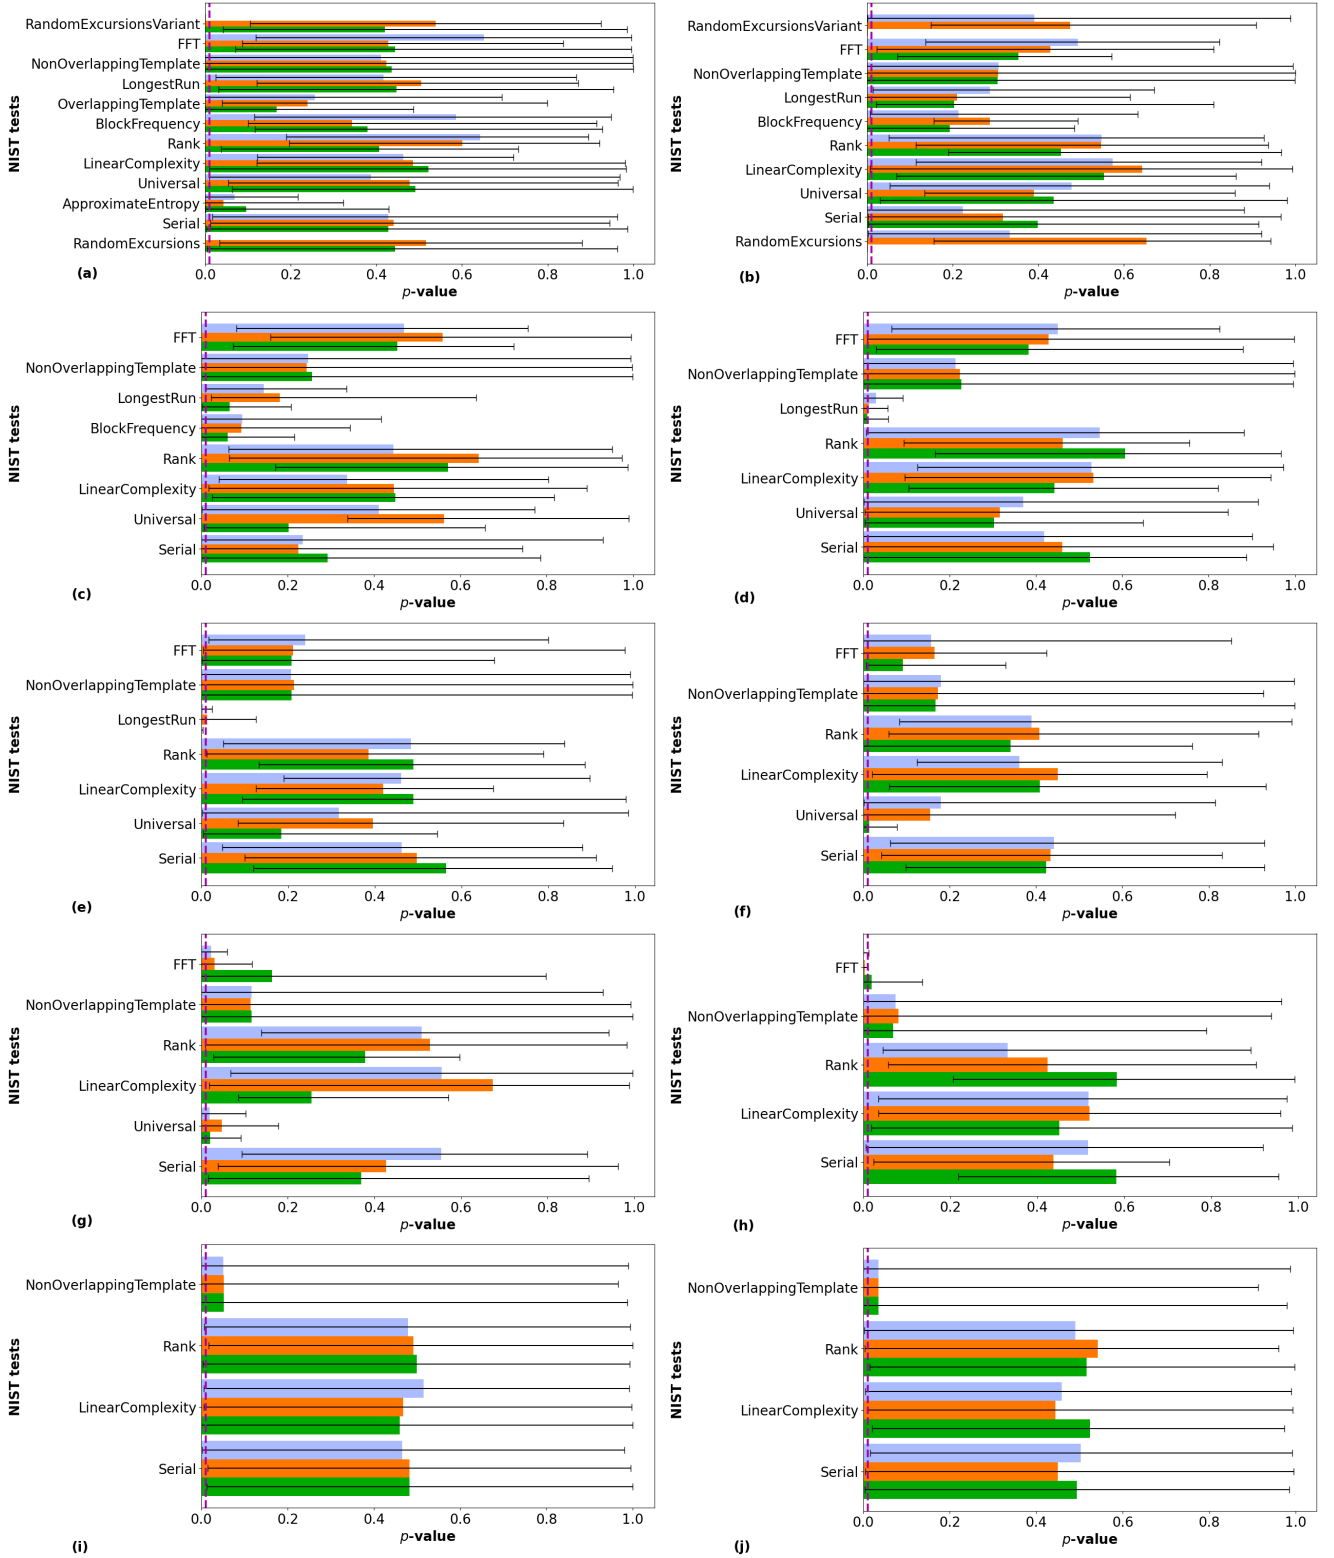 NIST tests
RandomExcursionsVariant
FFT
NonOverlappingTemplate
LongestRun
OverlappingTemplate
BlockFrequency
Rank
LinearComplexity
Universal
ApproximateEntropy
Serial
RandomExcursions
0.0 0.2 0.4 0.6 0.8 1.0
p-value
(a)
NIST tests
RandomExcursionsVariant
FFT
NonOverlappingTemplate
LongestRun
BlockFrequency
Rank
LinearComplexity
Universal
Serial
RandomExcursions
0.0 0.2 0.4 0.6 0.8 1.0
p-value
(b)
NIST tests
FFT
NonOverlappingTemplate
LongestRun
BlockFrequency
Rank
LinearComplexity
Universal
Serial
0.0 0.2 0.4 0.6 0.8 1.0
p-value
(c)
NIST tests
FFT
NonOverlappingTemplate
LongestRun
Rank
LinearComplexity
Universal
Serial
0.0 0.2 0.4 0.6 0.8 1.0
p-value
(d)
NIST tests
FFT
NonOverlappingTemplate
LongestRun
Rank
LinearComplexity
Universal
Serial
0.0 0.2 0.4 0.6 0.8 1.0
p-value
(e)
NIST tests
FFT
NonOverlappingTemplate
Rank
LinearComplexity
Universal
Serial
0.0 0.2 0.4 0.6 0.8 1.0
p-value
(f)
NIST tests
FFT
NonOverlappingTemplate
Rank
LinearComplexity
Universal
Serial
0.0 0.2 0.4 0.6 0.8 1.0
p-value
(g)
NIST tests
FFT
NonOverlappingTemplate
Rank
LinearComplexity
Serial
0.0 0.2 0.4 0.6 0.8 1.0
p-value
(h)
NIST tests
NonOverlappingTemplate
Rank
LinearComplexity
Serial
0.0 0.2 0.4 0.6 0.8 1.0
p-value
(i)
NIST tests
NonOverlappingTemplate
Rank
LinearComplexity
Serial
0.0 0.2 0.4 0.6 0.8 1.0
p-value
(j)